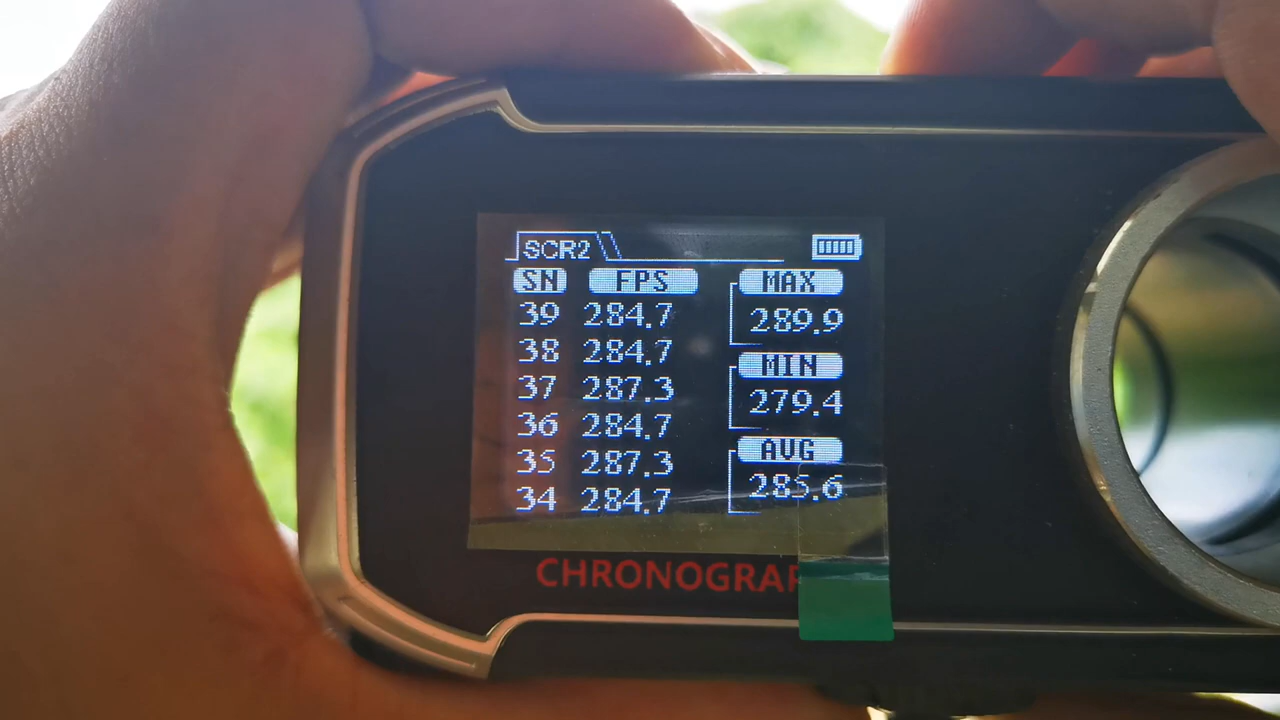 SCR2
SN FPS MAX
39 284.7 289.9
38 284.7 MIN
37 287.3 279.4
36 284.7 AVG
35 287.3 285.6
34 284.7
CHRONOGRAP